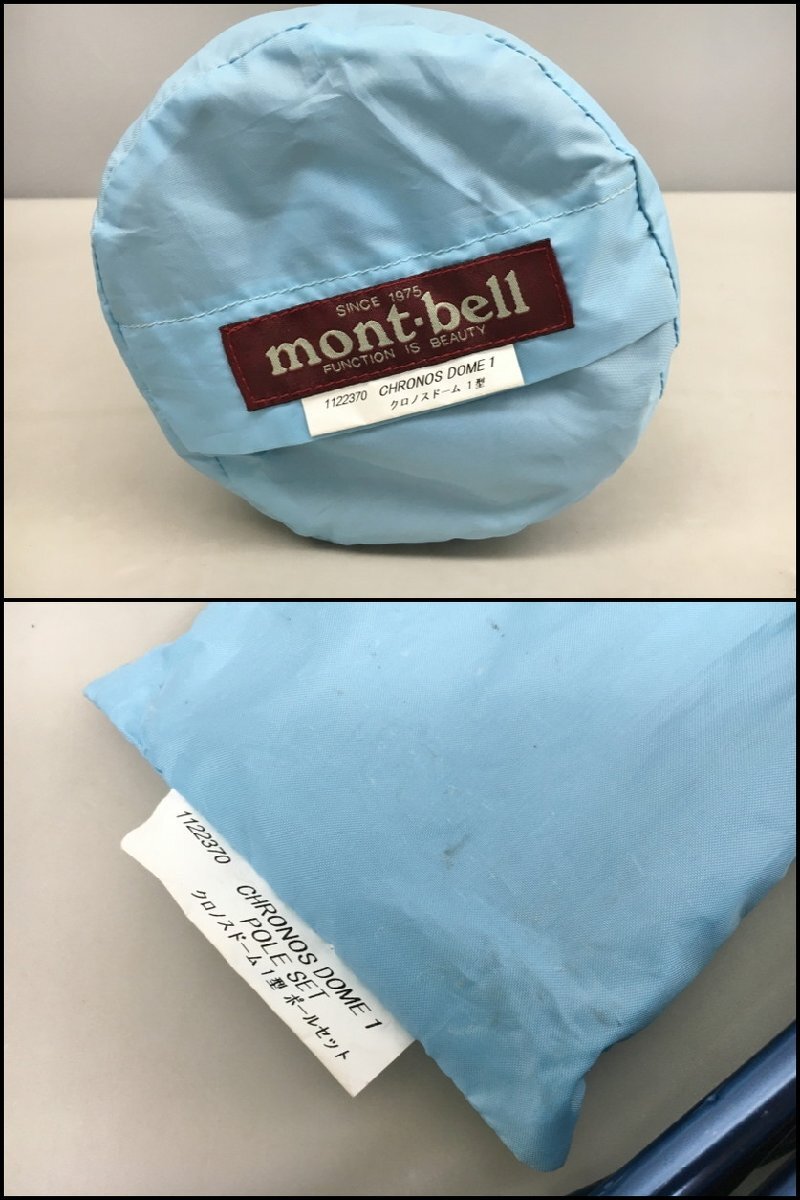 SINCE 1975
mont·bell
FUNCTION IS BEAUTY
1122370 CHRONOS DOME 1
クロノスドーム 1型
1122370 CHRONOS DOME 1
POLE SET
クロノスドーム 1型 ポールセット